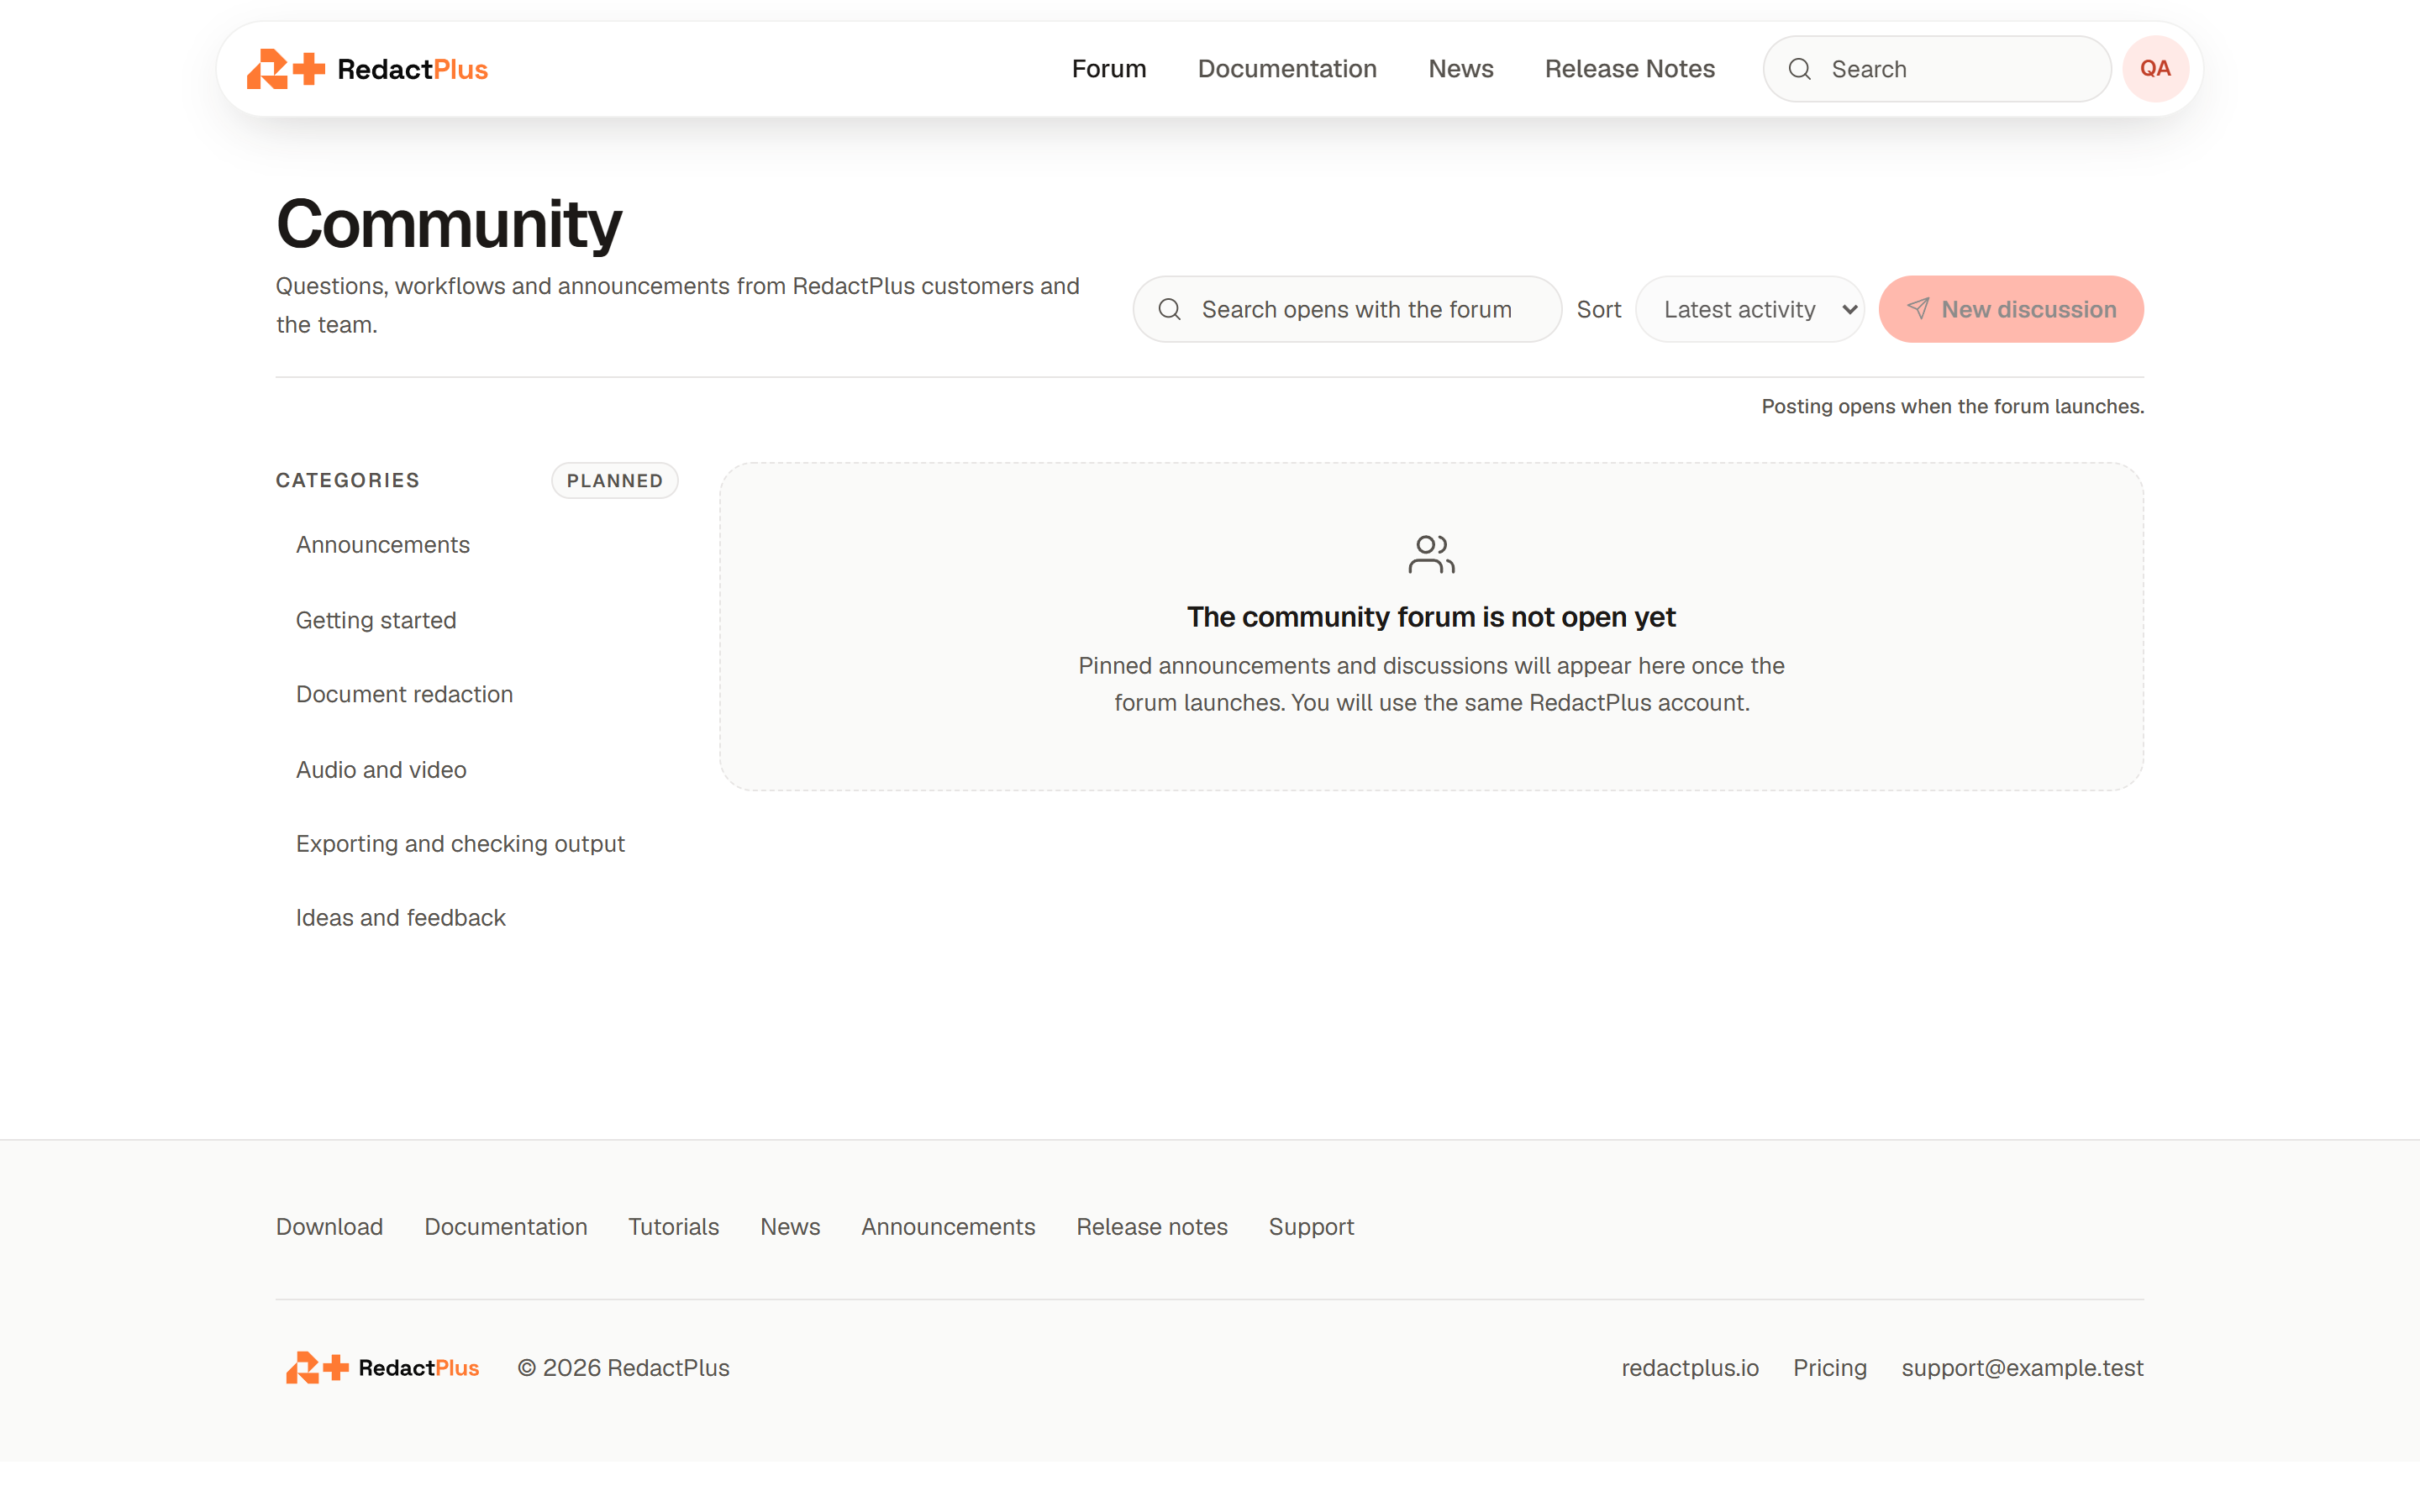 RedactPlus
Forum
Documentation
News
Release Notes
Search
QA
Community
Questions, workflows and announcements from RedactPlus customers and
the team.
Search opens with the forum
Sort
Latest activity
New discussion
Posting opens when the forum launches.
CATEGORIES
PLANNED
Announcements
Getting started
Document redaction
Audio and video
Exporting and checking output
Ideas and feedback
The community forum is not open yet
Pinned announcements and discussions will appear here once the
forum launches. You will use the same RedactPlus account.
Download
Documentation
Tutorials
News
Announcements
Release notes
Support
RedactPlus
© 2026 RedactPlus
redactplus.io
Pricing
support@example.test